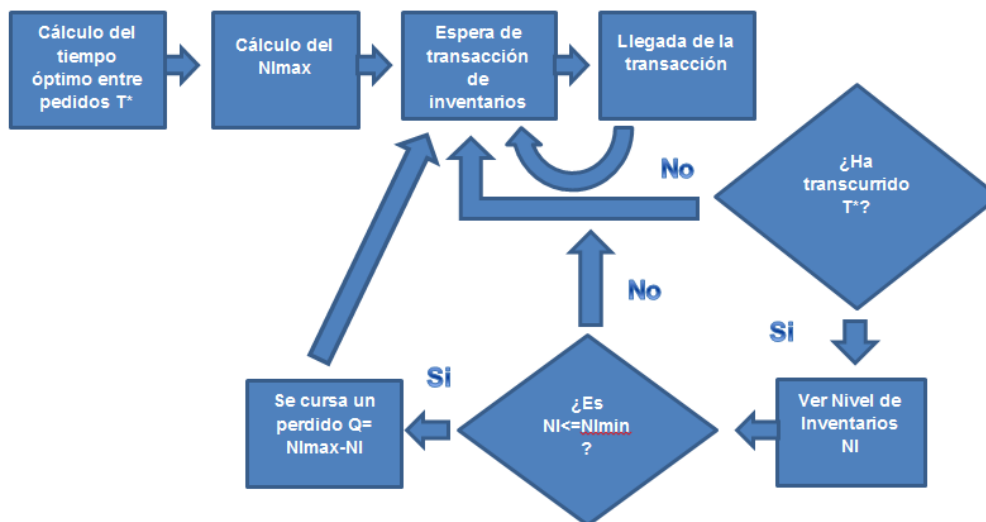 Cálculo del
tiempo
óptimo entre
pedidos T*
Cálculo del
NImax
Espera de
transacción
de
inventarios
Llegada de la
transacción
¿Ha
transcurrido
T*?
No
No
Si
Si
Se cursa un
perdido Q=
NImax-NI
¿Es
NI<=NImin
?
Ver Nivel de
Inventarios
NI